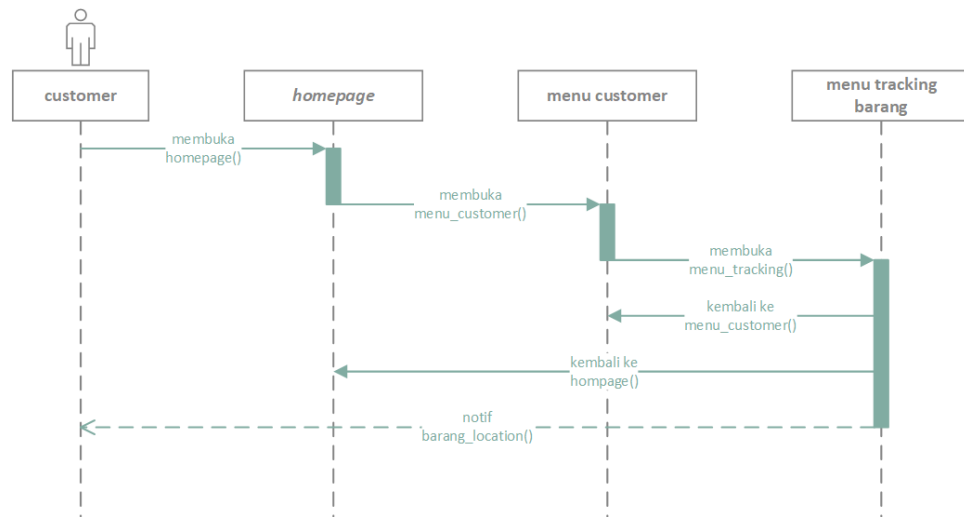 customer
homepage
menu customer
menu tracking
barang
membuka
homepage()
membuka
menu_customer()
membuka
menu_tracking()
kembali ke
menu_customer()
kembali ke
hompage()
notif
barang_location()